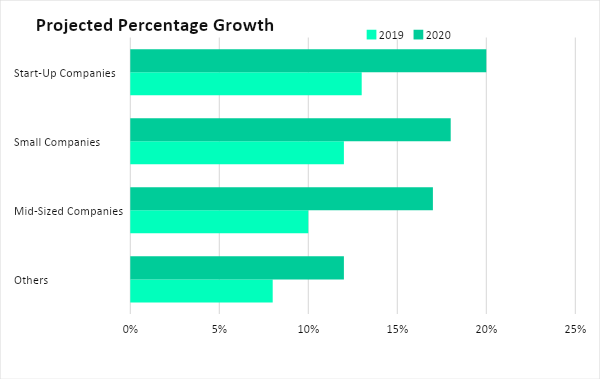 Projected Percentage Growth
2019 2020
Start-Up Companies
Small Companies
Mid-Sized Companies
Others
0% 5% 10% 15% 20% 25%